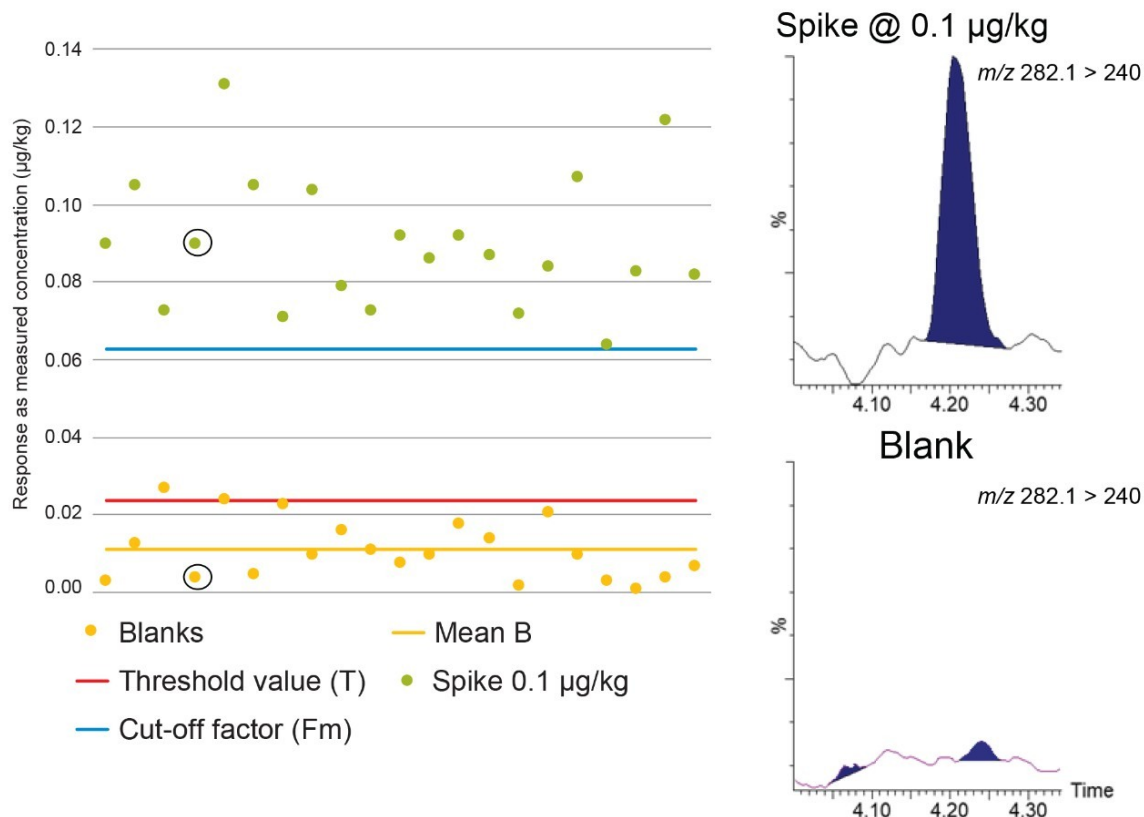 Response as measured concentration (µg/kg)
0.14
0.12
0.10
0.08
0.06
0.04
0.02
0.00
Blanks
Mean B
Threshold value (T)
Spike 0.1 µg/kg
Cut-off factor (Fm)
Spike @ 0.1 µg/kg
m/z 282.1 > 240
%
4.10 4.20 4.30
Blank
m/z 282.1 > 240
%
Time
4.10 4.20 4.30